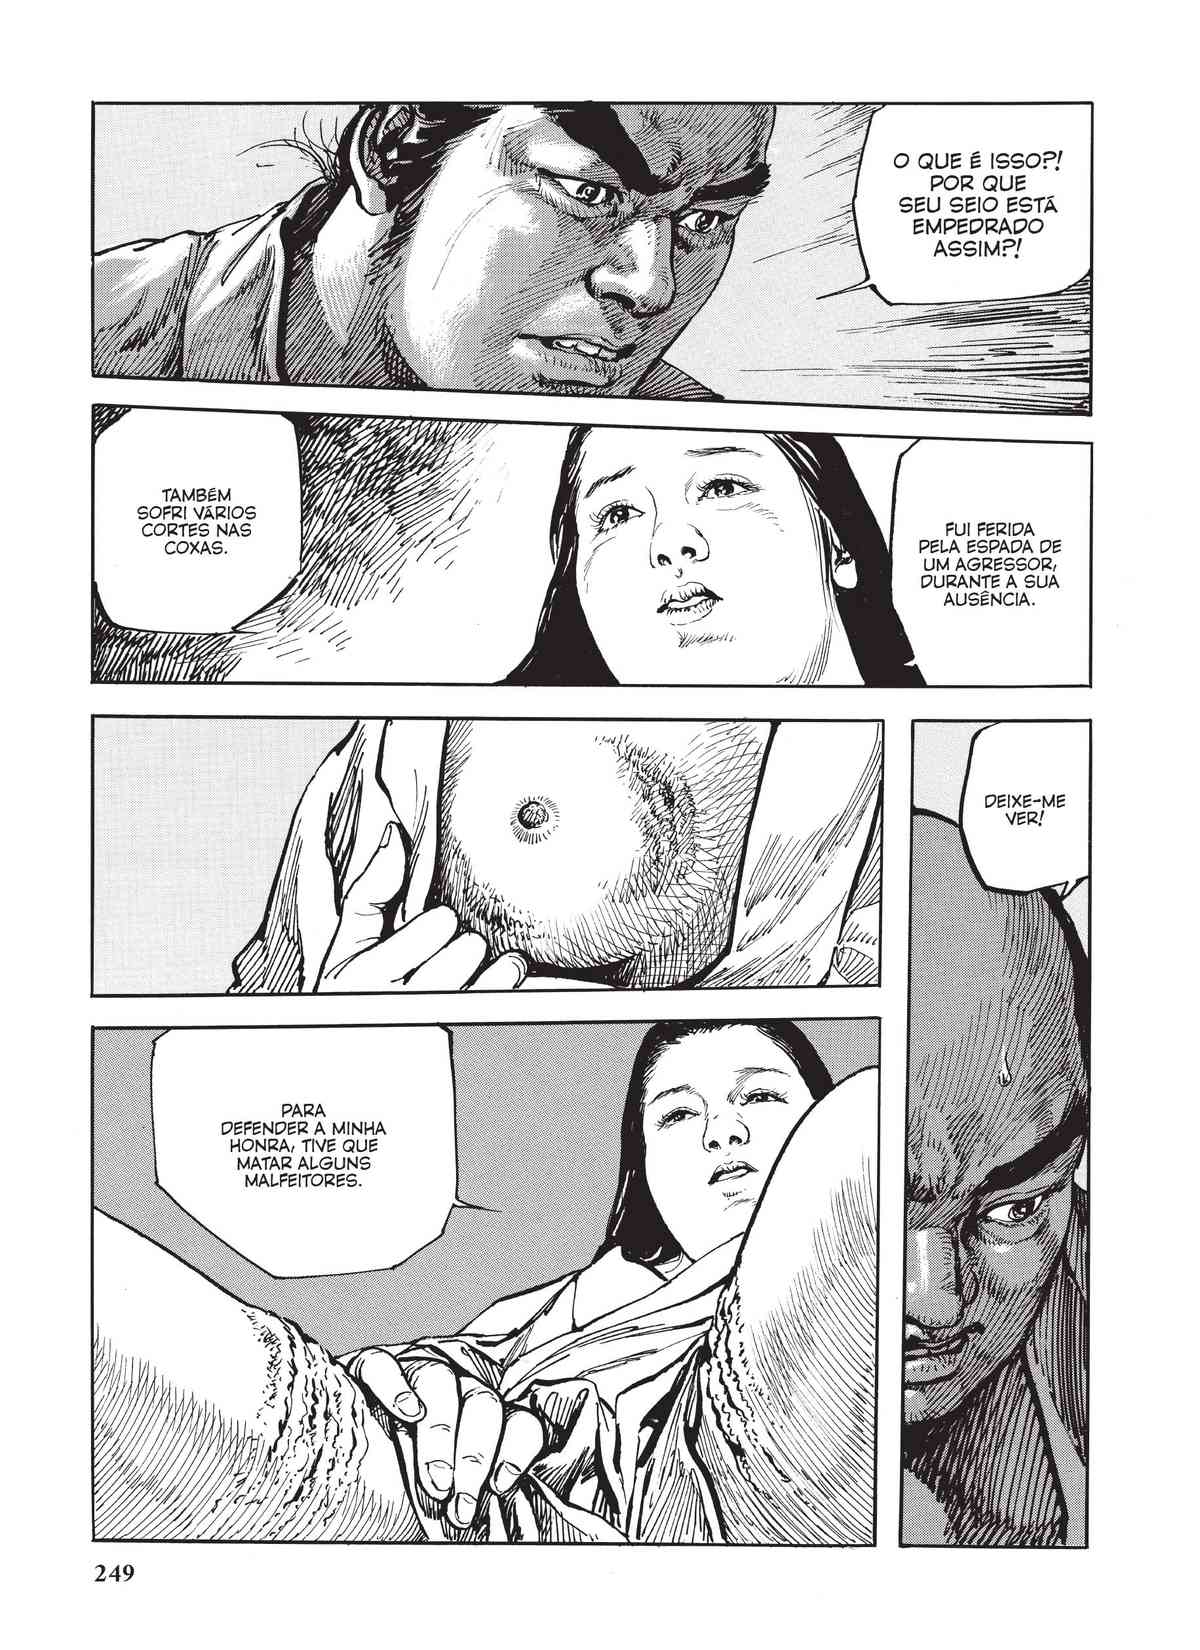 O QUE É ISSO?!
POR QUE
SEU SEIO ESTÁ
EMPEDRADO
ASSIM?!
FUI FERIDA
PELA ESPADA DE
UM AGRESSOR,
DURANTE A SUA
AUSÊNCIA.
TAMBÉM
SOFRI VÁRIOS
CORTES NAS
COXAS.
DEIXE-ME
VER!
PARA
DEFENDER A MINHA
HONRA, TIVE QUE
MATAR ALGUNS
MALFEITORES.
249